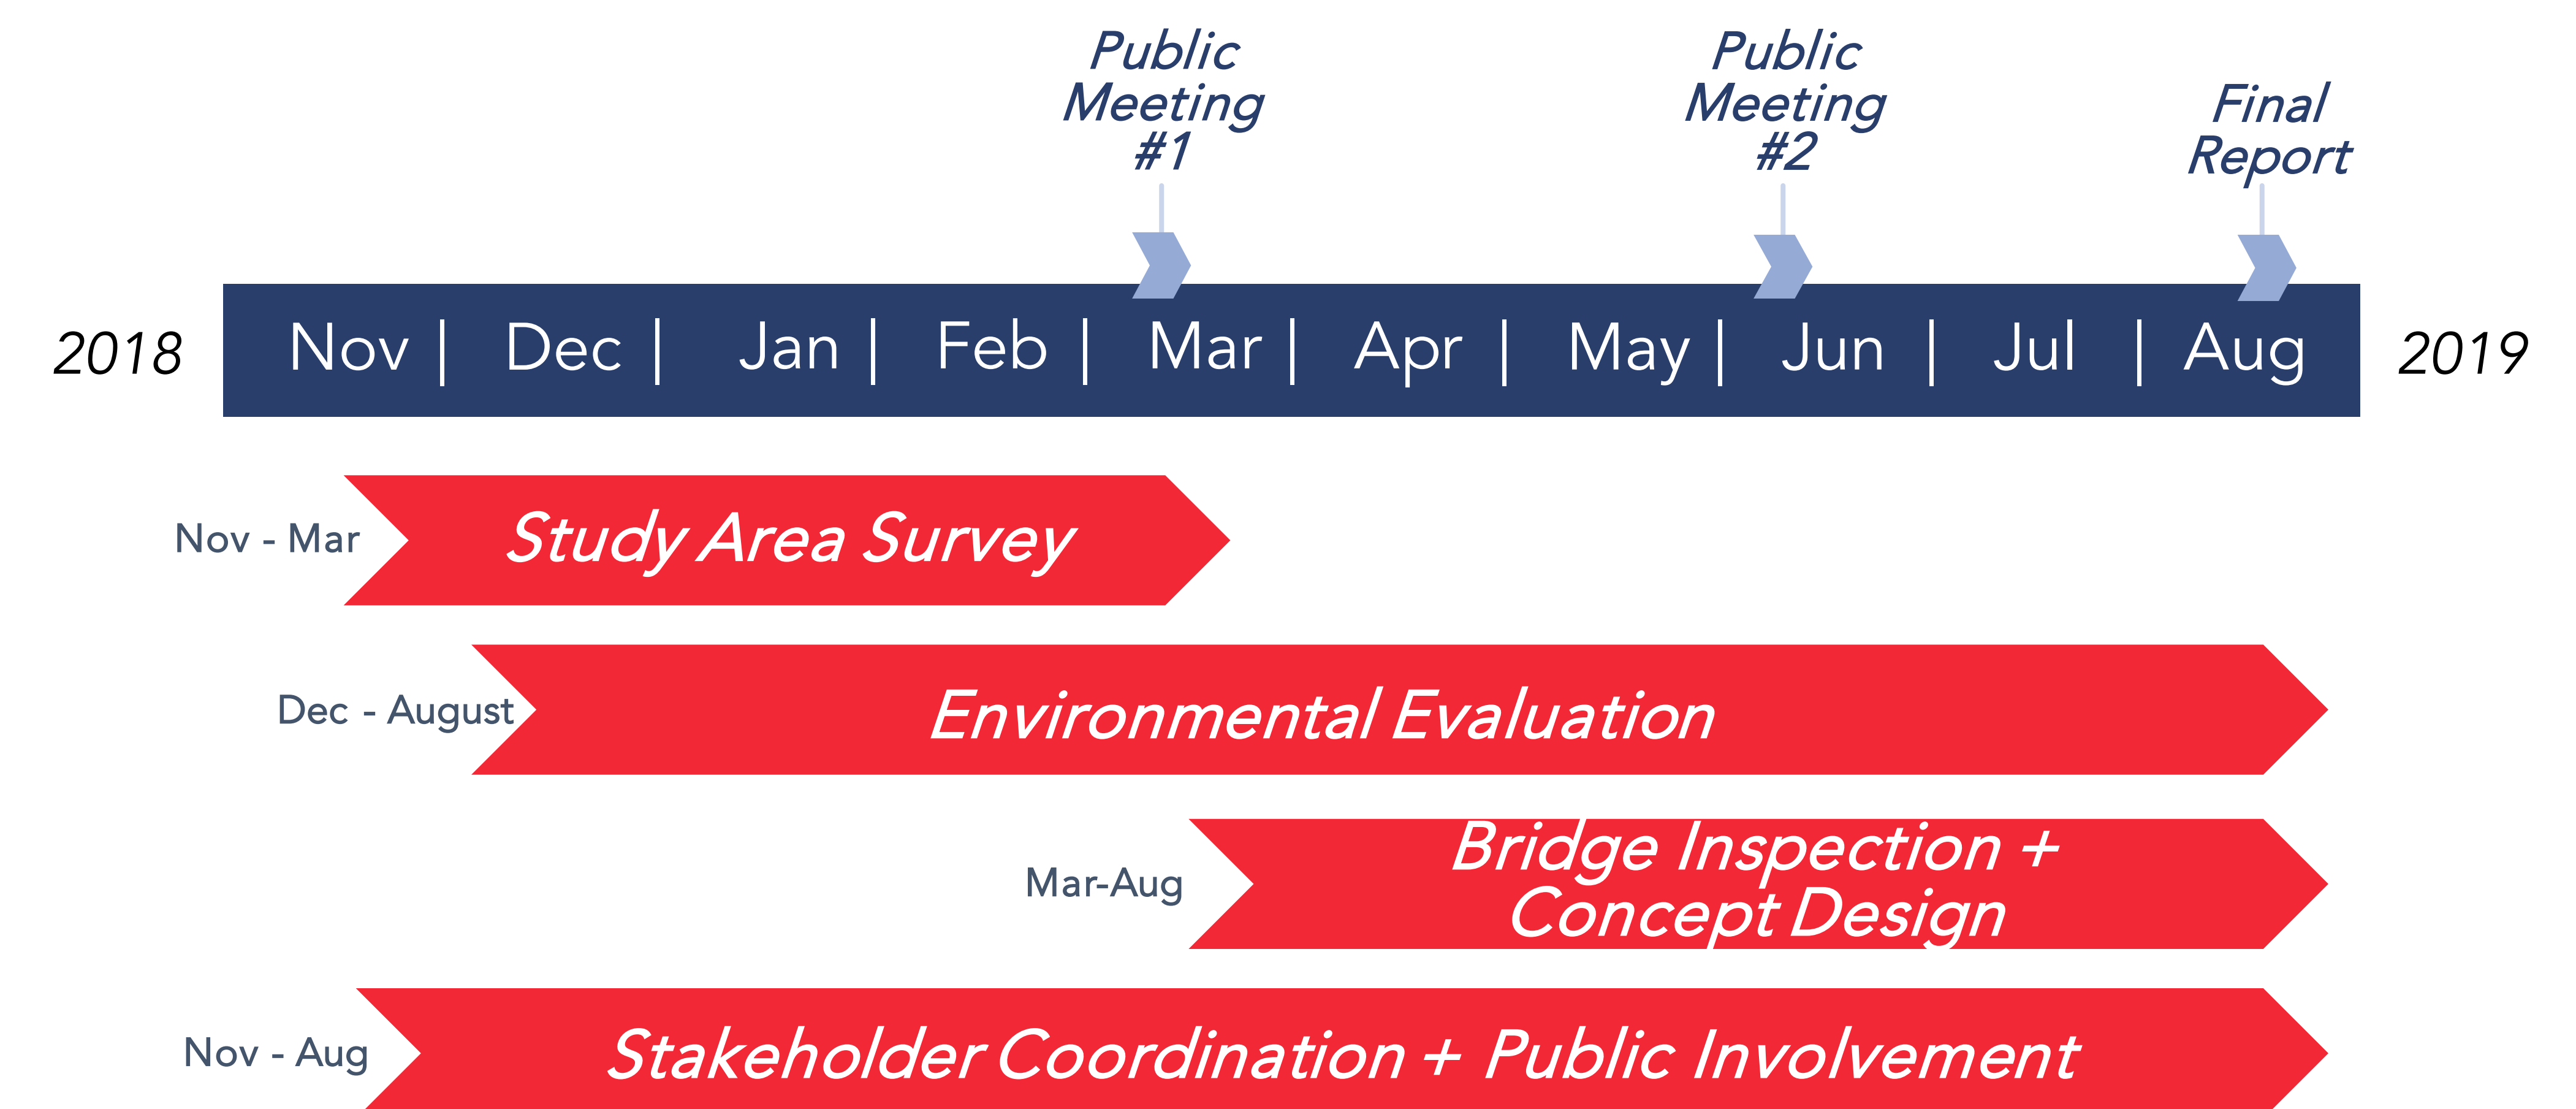 Public
Meeting
#1
Public
Meeting
#2
Final
Report
2018 Nov | Dec | Jan | Feb | Mar | Apr | May | Jun | Jul | Aug 2019
Nov - Mar Study Area Survey
Dec - August Environmental Evaluation
Mar-Aug Bridge Inspection +
Concept Design
Nov - Aug Stakeholder Coordination + Public Involvement